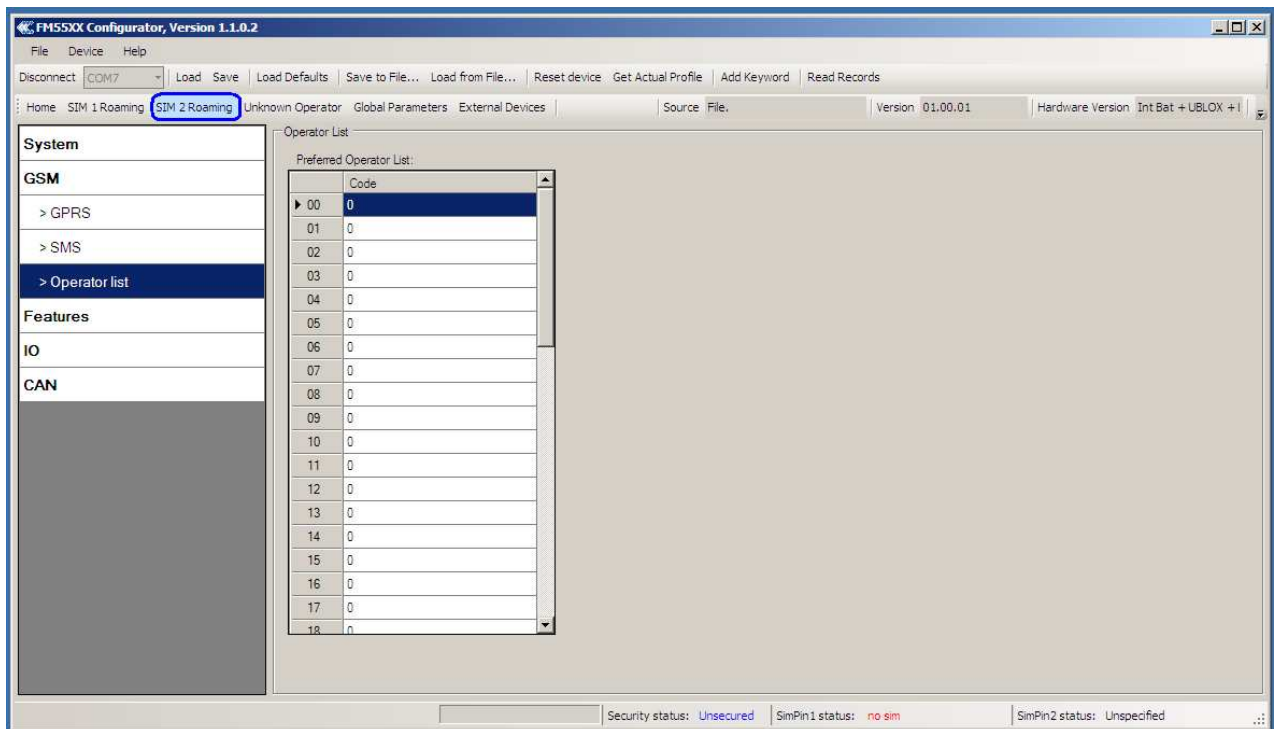 FM55XX Configurator, Version 1.1.0.2
File Device Help
Disconnect COM7 Load Save Load Defaults Save to File... Load from File... Reset device Get Actual Profile Add Keyword Read Records
Home SIM 1 Roaming SIM 2 Roaming Unknown Operator Global Parameters External Devices Source File. Version 01.00.01 Hardware Version Int Bat + UBLOX + I
System
GSM
> GPRS
> SMS
> Operator list
Features
IO
CAN
Operator List
Preferred Operator List:
Code
00 0
01 0
02 0
03 0
04 0
05 0
06 0
07 0
08 0
09 0
10 0
11 0
12 0
13 0
14 0
15 0
16 0
17 0
18 0
Security status: Unsecured SimPin1 status: no sim SimPin2 status: Unspecified